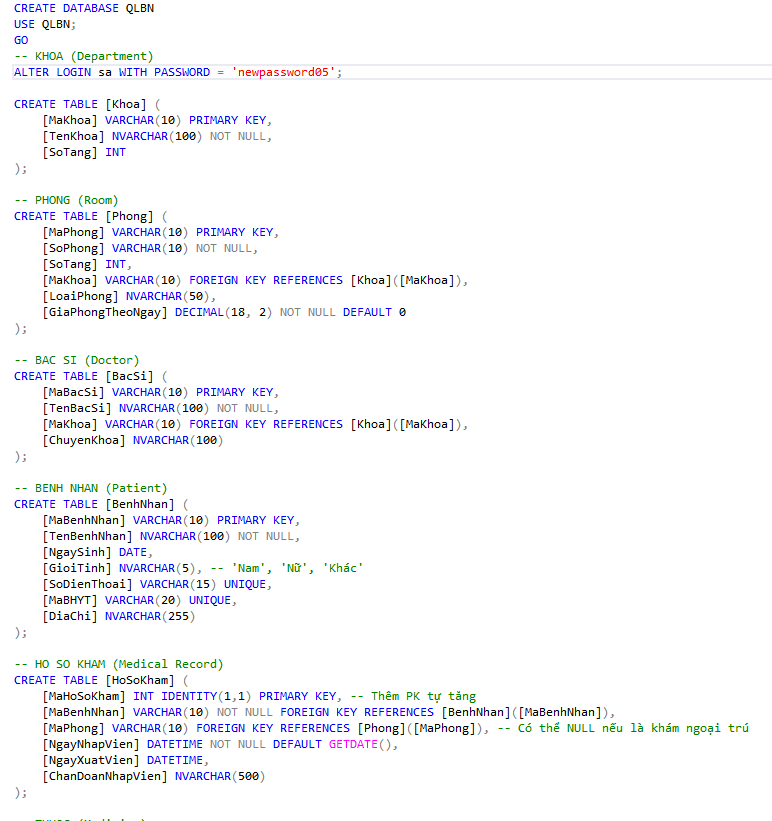 CREATE DATABASE QLBN
USE QLBN;
GO
-- KHOA (Department)
ALTER LOGIN sa WITH PASSWORD = 'newpassword05';
CREATE TABLE [Khoa] (
[MaKhoa] VARCHAR(10) PRIMARY KEY,
[TenKhoa] NVARCHAR(100) NOT NULL,
[SoTang] INT
);
-- PHONG (Room)
CREATE TABLE [Phong] (
[MaPhong] VARCHAR(10) PRIMARY KEY,
[SoPhong] VARCHAR(10) NOT NULL,
[SoTang] INT,
[MaKhoa] VARCHAR(10) FOREIGN KEY REFERENCES [Khoa]([MaKhoa]),
[LoaiPhong] NVARCHAR(50),
[GiaPhongTheoNgay] DECIMAL(18, 2) NOT NULL DEFAULT 0
);
-- BAC SI (Doctor)
CREATE TABLE [BacSi] (
[MaBacSi] VARCHAR(10) PRIMARY KEY,
[TenBacSi] NVARCHAR(100) NOT NULL,
[MaKhoa] VARCHAR(10) FOREIGN KEY REFERENCES [Khoa]([MaKhoa]),
[ChuyenKhoa] NVARCHAR(100)
);
-- BENH NHAN (Patient)
CREATE TABLE [BenhNhan] (
[MaBenhNhan] VARCHAR(10) PRIMARY KEY,
[TenBenhNhan] NVARCHAR(100) NOT NULL,
[NgaySinh] DATE,
[GioiTinh] NVARCHAR(5), -- 'Nam', 'Nữ', 'Khác'
[SoDienThoai] VARCHAR(15) UNIQUE,
[MaBHYT] VARCHAR(20) UNIQUE,
[DiaChi] NVARCHAR(255)
);
-- HO SO KHAM (Medical Record)
CREATE TABLE [HoSoKham] (
[MaHoSoKham] INT IDENTITY(1,1) PRIMARY KEY, -- Thêm PK tự tăng
[MaBenhNhan] VARCHAR(10) NOT NULL FOREIGN KEY REFERENCES [BenhNhan]([MaBenhNhan]),
[MaPhong] VARCHAR(10) FOREIGN KEY REFERENCES [Phong]([MaPhong]), -- Có thể NULL nếu là khám ngoại trú
[NgayNhapVien] DATETIME NOT NULL DEFAULT GETDATE(),
[NgayXuatVien] DATETIME,
[ChanDoanNhapVien] NVARCHAR(500)
);